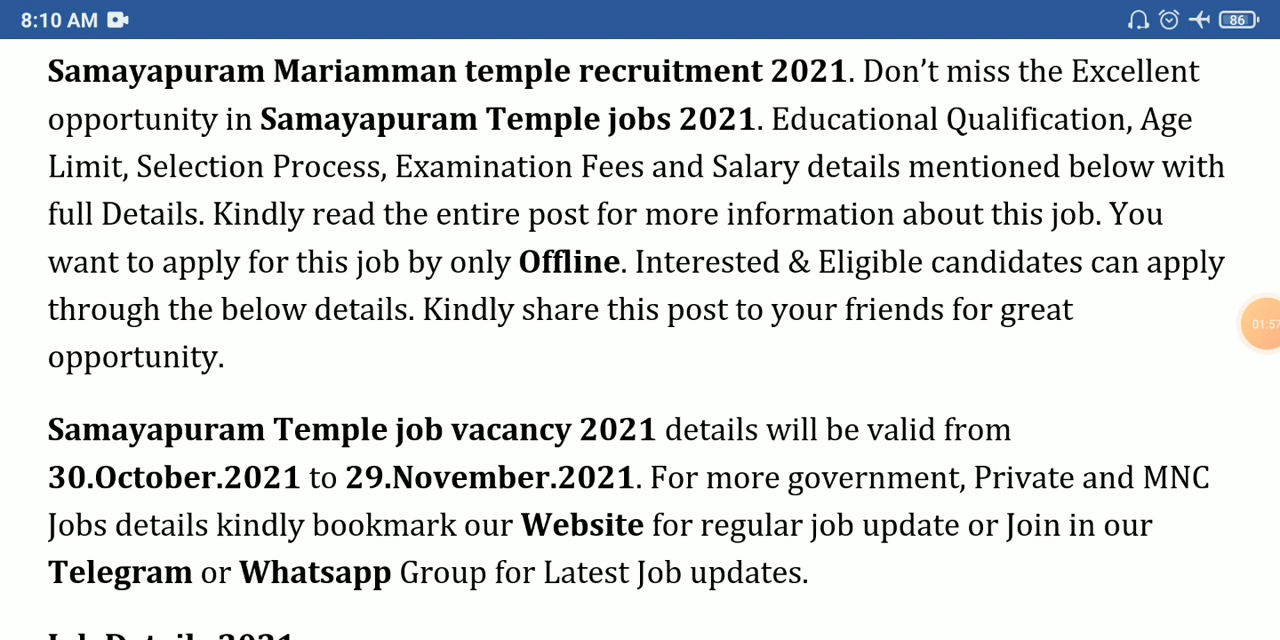 8:10 AM 86
Samayapuram Mariamman temple recruitment 2021. Don’t miss the Excellent
opportunity in Samayapuram Temple jobs 2021. Educational Qualification, Age
Limit, Selection Process, Examination Fees and Salary details mentioned below with
full Details. Kindly read the entire post for more information about this job. You
want to apply for this job by only Offline. Interested & Eligible candidates can apply
through the below details. Kindly share this post to your friends for great
01:57
opportunity.
Samayapuram Temple job vacancy 2021 details will be valid from
30.October.2021 to 29.November.2021. For more government, Private and MNC
Jobs details kindly bookmark our Website for regular job update or Join in our
Telegram or Whatsapp Group for Latest Job updates.
Job Details 2021